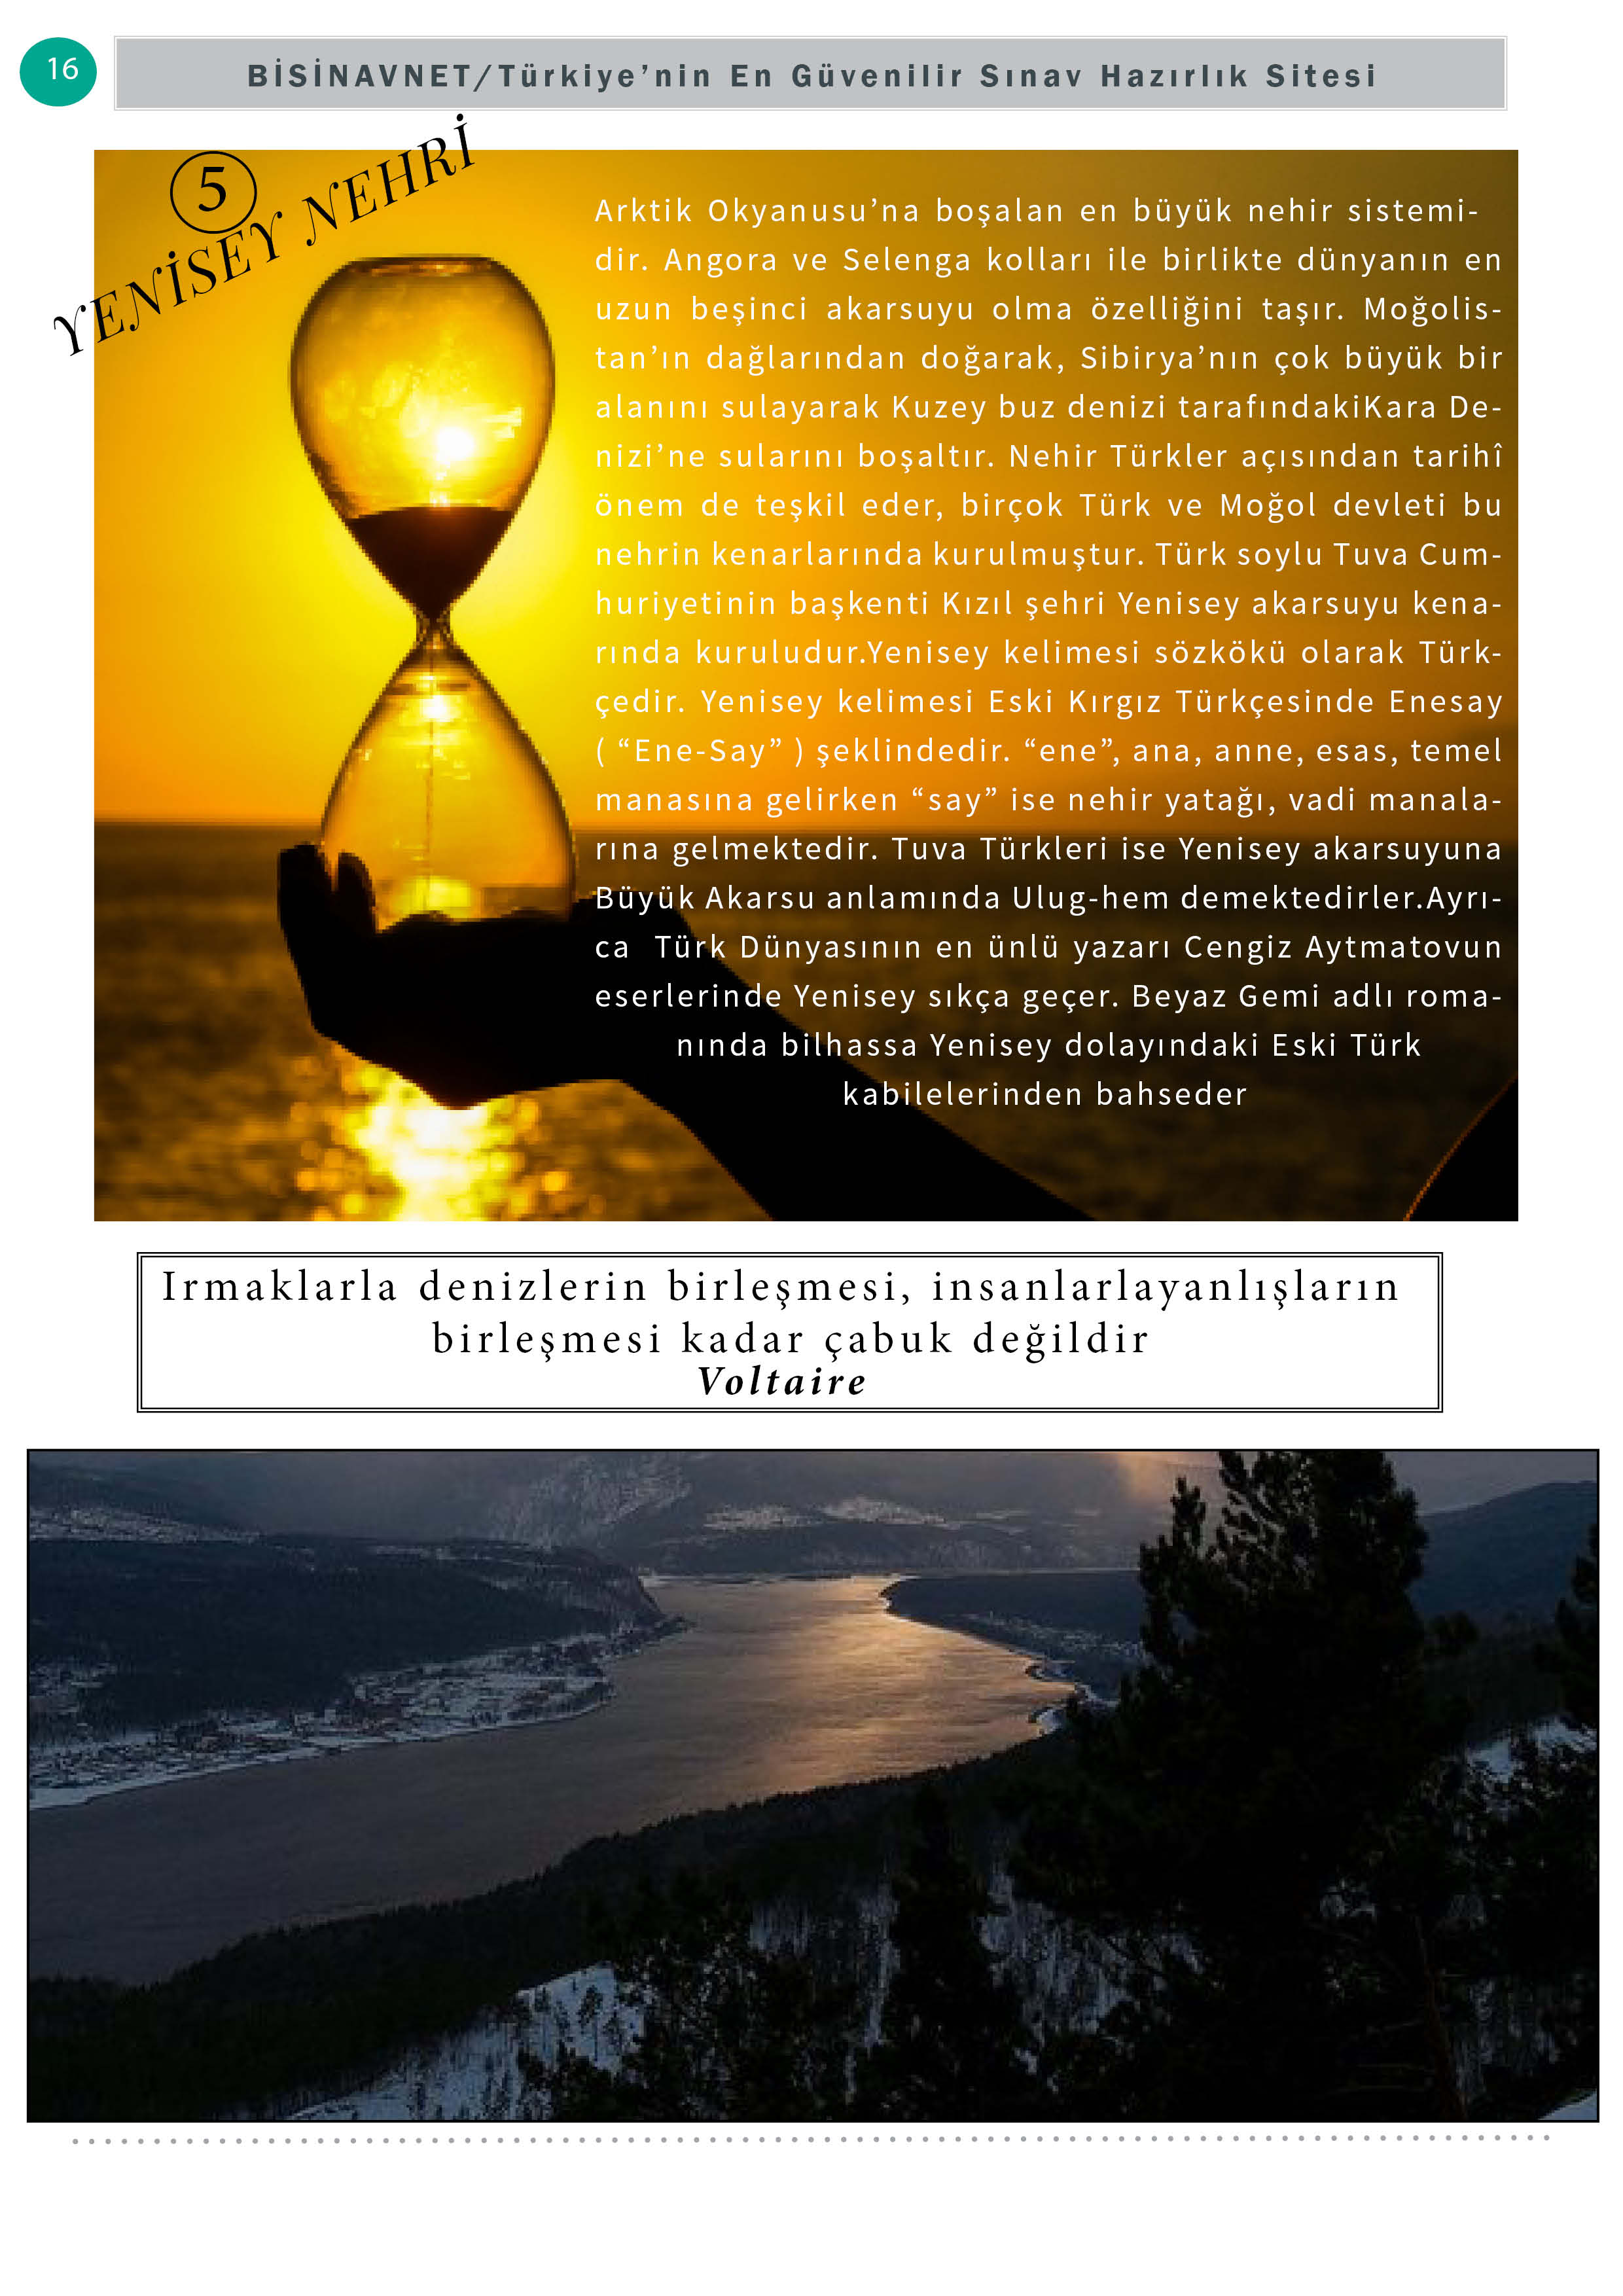 16
BİSİNAVNET/Türkiye’nin En Güvenilir Sınav Hazırlık Sitesi
5
YENİSEY NEHRİ
Arktik Okyanusu’na boşalan en büyük nehir sistemi-
dir. Angora ve Selenga kolları ile birlikte dünyanın en
uzun beşinci akarsuyu olma özelliğini taşır. Moğolis-
tan’ın dağlarından doğarak, Sibirya’nın çok büyük bir
alanını sulayarak Kuzey buz denizi tarafındakiKara De-
nizi’ne sularını boşaltır. Nehir Türkler açısından tarihî
önem de teşkil eder, birçok Türk ve Moğol devleti bu
nehrin kenarlarında kurulmuştur. Türk soylu Tuva Cum-
huriyetinin başkenti Kızıl şehri Yenisey akarsuyu kena-
rında kuruludur.Yenisey kelimesi sözkökü olarak Türk-
çedir. Yenisey kelimesi Eski Kırgız Türkçesinde Enesay
( “Ene-Say” ) şeklindedir. “ene”, ana, anne, esas, temel
manasına gelirken “say” ise nehir yatağı, vadi manala-
rına gelmektedir. Tuva Türkleri ise Yenisey akarsuyuna
Büyük Akarsu anlamında Ulug-hem demektedirler.Ayrı-
ca Türk Dünyasının en ünlü yazarı Cengiz Aytmatovun
eserlerinde Yenisey sıkça geçer. Beyaz Gemi adlı roma-
nında bilhassa Yenisey dolayındaki Eski Türk
kabilelerinden bahseder
Irmaklarla denizlerin birleşmesi, insanlarlayanlışların
birleşmesi kadar çabuk değildir
Voltaire